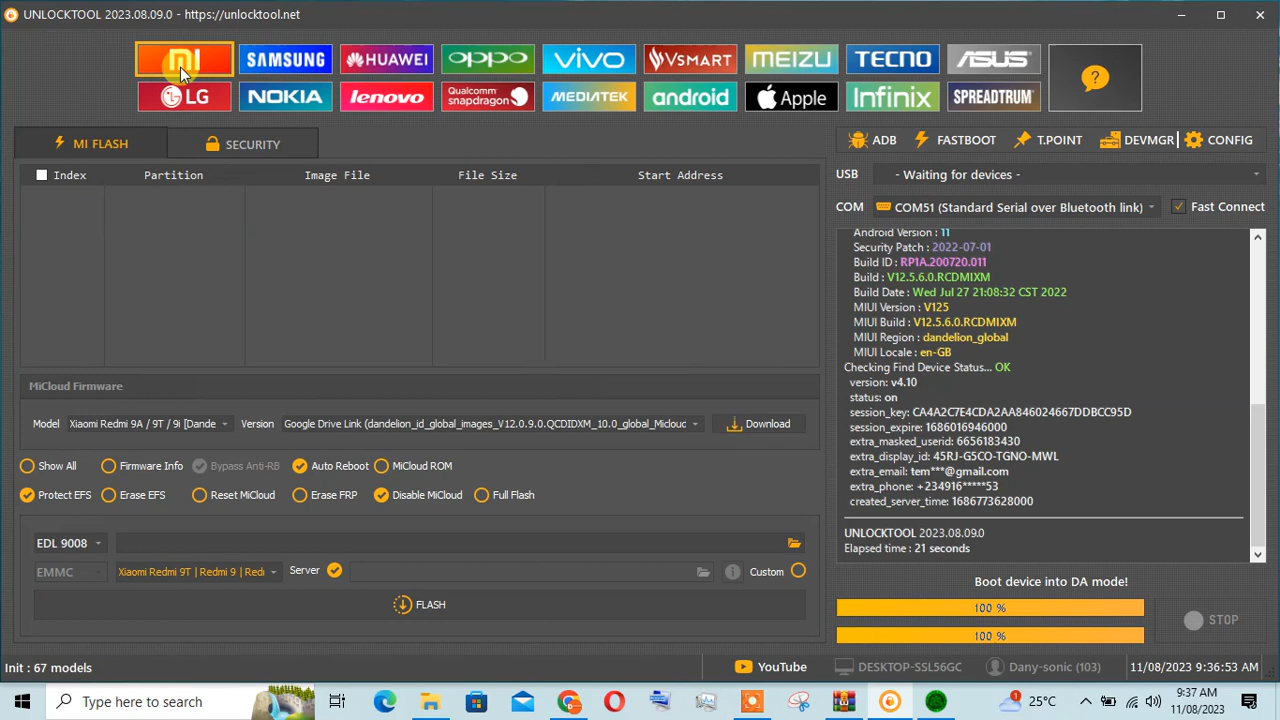 UNLOCKTOOL 2023.08.09.0 - https://unlocktool.net
MI SAMSUNG HUAWEI oppo vivo VSMART MEIZU TECNO ASUS
LG NOKIA lenovo Qualcomm snapdragon MEDIATEK android Apple Infinix SPREADTRUM ?
MI FLASH SECURITY
ADB FASTBOOT T.POINT DEVMGR CONFIG
Index Partition Image File File Size Start Address
USB - Waiting for devices -
COM COM51 (Standard Serial over Bluetooth link) Fast Connect
Android Version : 11
Security Patch : 2022-07-01
Build ID : RP1A.200720.011
Build : V12.5.6.0.RCDMIXM
Build Date : Wed Jul 27 21:08:32 CST 2022
MIUI Version : V125
MIUI Build : V12.5.6.0.RCDMIXM
MIUI Region : dandelion_global
MIUI Locale : en-GB
Checking Find Device Status... OK
version: v4.10
status: on
session_key: CA4A2C7E4CDA2AA846024667DDBCC95D
session_expire: 1686016946000
extra_masked_userid: 6656183430
extra_display_id: 45RJ-G5CO-TGNO-MWL
extra_email: tem***@gmail.com
extra_phone: +234916*****53
created_server_time: 1686773628000
UNLOCKTOOL 2023.08.09.0
Elapsed time : 21 seconds
MiCloud Firmware
Model Xiaomi Redmi 9A / 9T / 9i [Dande Version Google Drive Link (dandelion_id_global_images_V12.0.9.0.QCDIDXM_10.0_global_Micloud Download
Show All Firmware Info Bypass Anti-RB Auto Reboot MiCloud ROM
Protect EFS Erase EFS Reset MiCloud Erase FRP Disable MiCloud Full Flash
EDL 9008
EMMC Xiaomi Redmi 9T | Redmi 9 | Redi Server Custom
FLASH
Boot device into DA mode!
100 %
100 %
STOP
Init : 67 models YouTube DESKTOP-SSL56GC Dany-sonic (103) 11/08/2023 9:36:53 AM
Type here to search 1 25°C 9:37 AM
11/08/2023